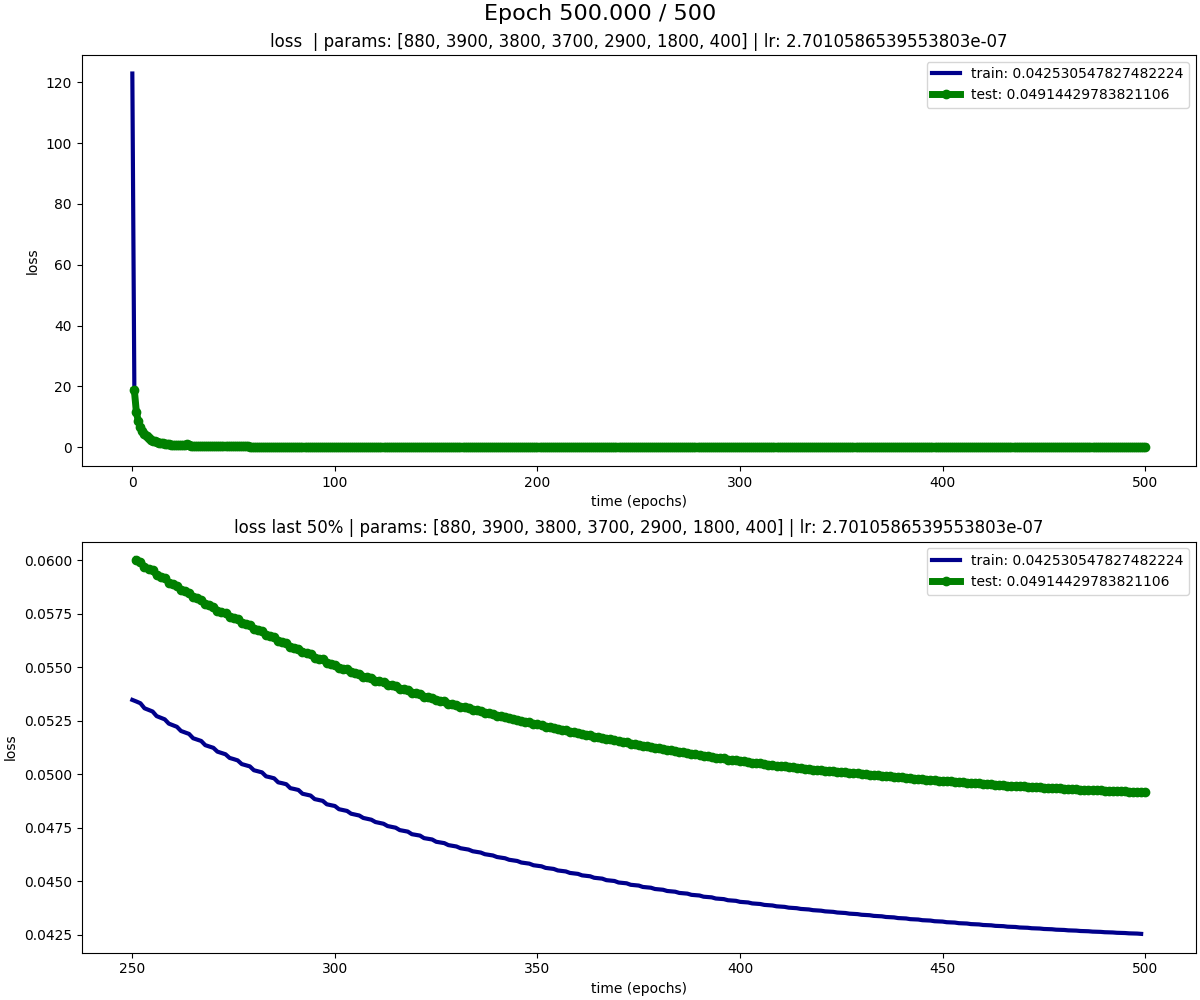 Epoch 500.000 / 500
loss | params: [880, 3900, 3800, 3700, 2900, 1800, 400] | lr: 2.7010586539553803e-07
train: 0.042530547827482224
test: 0.04914429783821106
120
100
80
60
40
20
0
loss
0 100 200 300 400 500
time (epochs)
loss last 50% | params: [880, 3900, 3800, 3700, 2900, 1800, 400] | lr: 2.7010586539553803e-07
train: 0.042530547827482224
test: 0.04914429783821106
0.0600
0.0575
0.0550
0.0525
0.0500
0.0475
0.0450
0.0425
loss
250 300 350 400 450 500
time (epochs)